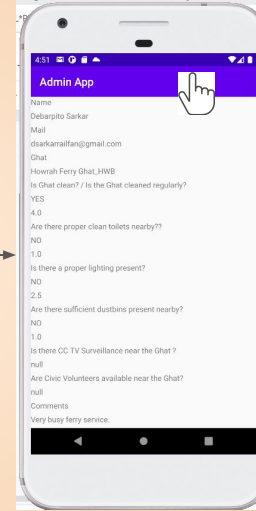 4:51
Admin App
Name
Debarpito Sarkar
Mail
dsarkarrailfan@gmail.com
Ghat
Howrah Ferry Ghat_HWB
Is Ghat clean? / Is the Ghat cleaned regularly?
YES
4.0
Are there proper clean toilets nearby??
NO
1.0
Is there a proper lighting present?
NO
2.5
Are there sufficient dustbins present nearby?
NO
1.0
Is there CC TV Surveillance near the Ghat ?
null
Are Civic Volunteers available near the Ghat?
null
Comments
Very busy ferry service.